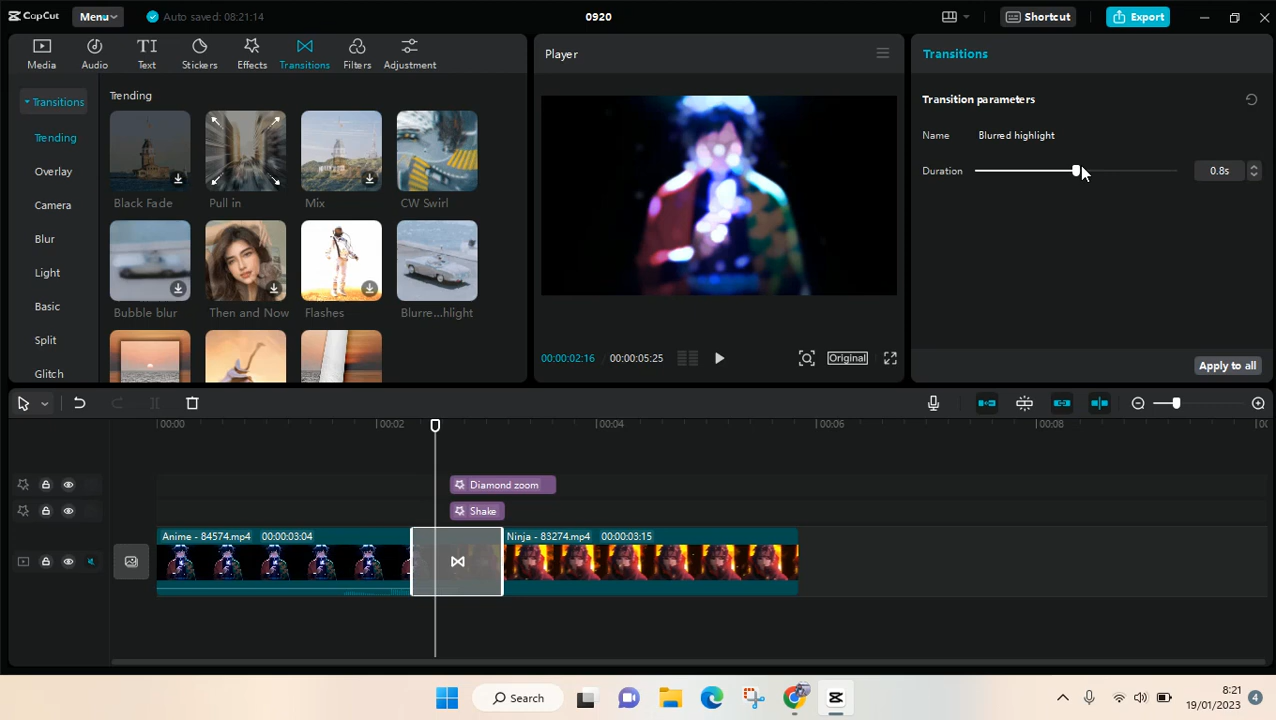 CapCut Menu Auto saved: 08:21:14 0920 Shortcut Export
Media Audio Text Stickers Effects Transitions Filters Adjustment
Transitions
Trending
Overlay
Camera
Blur
Light
Basic
Split
Glitch
Trending
Black Fade Pull in Mix CW Swirl
Bubble blur Then and Now Flashes Blurre...hlight
Player
00:00:02:16 00:00:05:25 Original
Transitions
Transition parameters
Name Blurred highlight
Duration 0.8s
Apply to all
00:00 00:02 00:04 00:06 00:08
Diamond zoom
Shake
Anime - 84574.mp4 00:00:03:04 Ninja - 83274.mp4 00:00:03:15
Search
8:21
19/01/2023
4